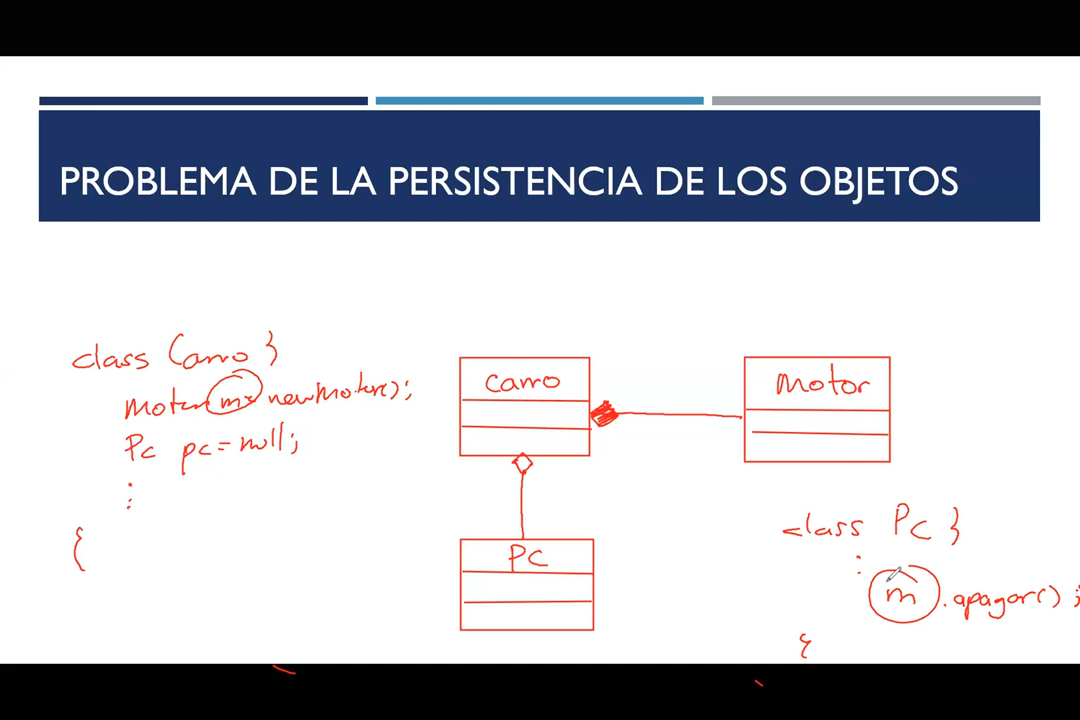 PROBLEMA DE LA PERSISTENCIA DE LOS OBJETOS
class Carro }
Motor m = new Motor();
Pc pc = null;
:
{
Carro
Motor
PC
class Pc }
:
m.apagar();
{